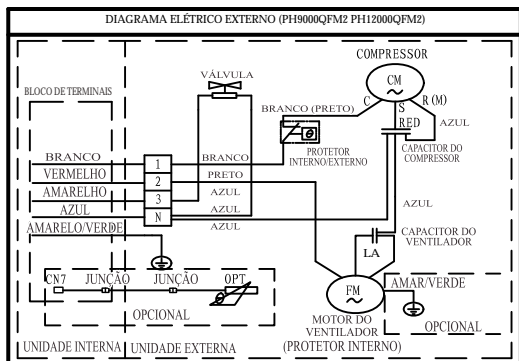 DIAGRAMA ELÉTRICO EXTERNO (PH9000QFM2 PH12000QFM2)
COMPRESSOR
VÁLVULA
CM
BLOCO DE TERMINAIS
C
S
R (M)
BRANCO (PRETO)
RED
AZUL
PROTETOR
INTERNO/EXTERNO
CAPACITOR DO
COMPRESSOR
BRANCO
1
BRANCO
VERMELHO
2
PRETO
AMARELHO
3
AZUL
AZUL
AZUL
N
AZUL
AZUL
AMARELO/VERDE
CAPACITOR DO
VENTILADOR
LA
CN7
JUNÇÃO
JUNÇÃO
OPT
FM
AMAR/VERDE
OPCIONAL
MOTOR DO
VENTILADOR
(PROTETOR INTERNO)
OPCIONAL
UNIDADE INTERNA
UNIDADE EXTERNA